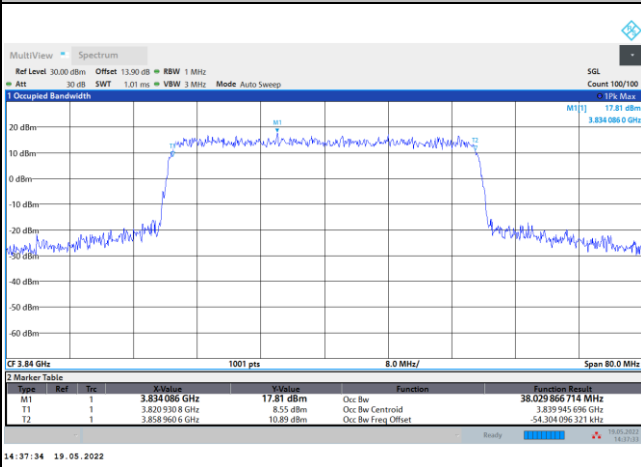 MultiView Spectrum
Ref Level 30.00 dBm Offset 13.90 dB RBW 1 MHz SGL
Att 30 dB SWT 1.01 ms VBW 3 MHz Mode Auto Sweep Count 100/100
1 Occupied Bandwidth 1Pk Max
M1[1] 17.81 dBm
3.834 086 0 GHz
M1
20 dBm
T1
T2
10 dBm
0 dBm
-10 dBm
-20 dBm
-30 dBm
-40 dBm
-50 dBm
-60 dBm
CF 3.84 GHz 1001 pts 8.0 MHz/ Span 80.0 MHz
2 Marker Table
Type Ref Trc X-Value Y-Value Function Function Result
M1 1 3.834 086 GHz 17.81 dBm Occ Bw 38.029 866 714 MHz
T1 1 3.820 930 8 GHz 8.55 dBm Occ Bw Centroid 3.839 945 696 GHz
T2 1 3.858 960 6 GHz 10.89 dBm Occ Bw Freq Offset -54.304 096 321 kHz
Ready 19.05.2022
14:37:33
14:37:34 19.05.2022